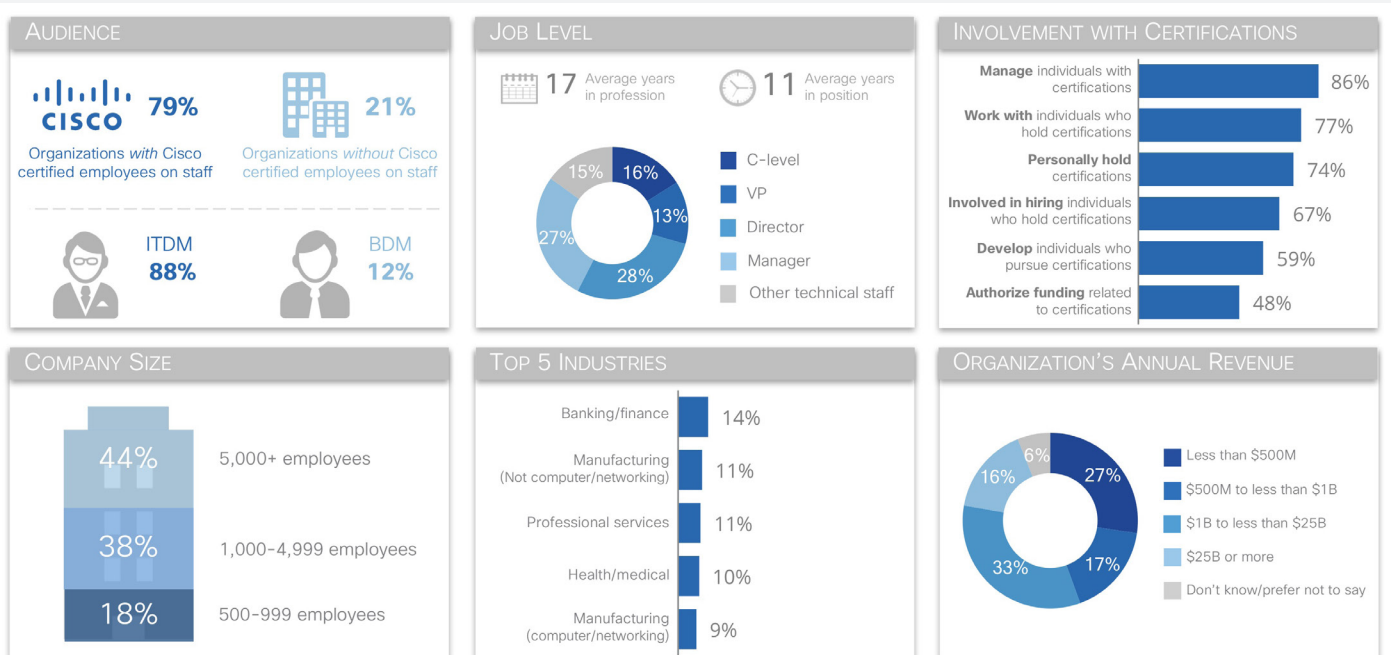 AUDIENCE
CISCO
79%
21%
Organizations with Cisco
certified employees on staff
Organizations without Cisco
certified employees on staff
ITDM
88%
BDM
12%
JOB LEVEL
17
Average years
in profession
11
Average years
in position
15%
16%
13%
27%
28%
C-level
VP
Director
Manager
Other technical staff
INVOLVEMENT WITH CERTIFICATIONS
Manage individuals with
certifications
86%
Work with individuals who
hold certifications
77%
Personally hold
certifications
74%
Involved in hiring individuals
who hold certifications
67%
Develop individuals who
pursue certifications
59%
Authorize funding related
to certifications
48%
COMPANY SIZE
44%
5,000+ employees
38%
1,000-4,999 employees
18%
500-999 employees
TOP 5 INDUSTRIES
Banking/finance
14%
Manufacturing
(Not computer/networking)
11%
Professional services
11%
Health/medical
10%
Manufacturing
(computer/networking)
9%
ORGANIZATION'S ANNUAL REVENUE
6%
27%
16%
33%
17%
Less than $500M
$500M to less than $1B
$1B to less than $25B
$25B or more
Don't know/prefer not to say